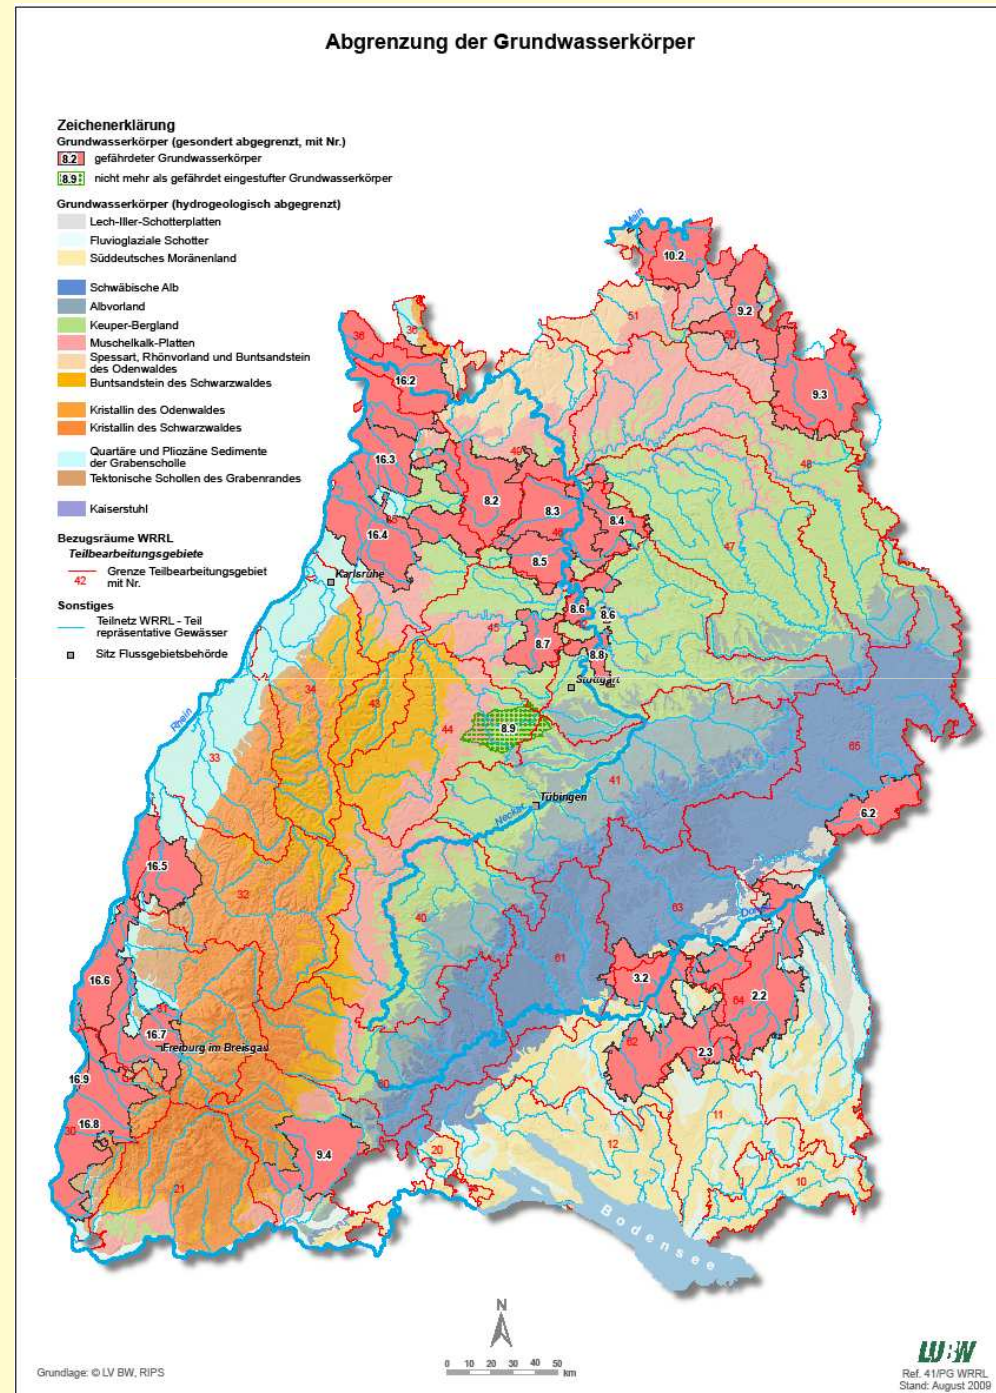 Abgrenzung der Grundwasserkörper
Zeichenerklärung
Grundwasserkörper (gesondert abgegrenzt, mit Nr.)
8.2 gefährdeter Grundwasserkörper
8.9 nicht mehr als gefährdet eingestufter Grundwasserkörper
Grundwasserkörper (hydrogeologisch abgegrenzt)
Lech-Iller-Schotterplatten
Fluvioglaziale Schotter
Süddeutsches Moränenland
Schwäbische Alb
Albvorland
Keuper-Bergland
Muschelkalk-Platten
Spessart, Rhönvorland und Buntsandstein
des Odenwaldes
Buntsandstein des Schwarzwaldes
Kristallin des Odenwaldes
Kristallin des Schwarzwaldes
Quartäre und Pliozäne Sedimente
der Grabenscholle
Tektonische Schollen des Grabenrandes
Kaiserstuhl
Bezugsräume WRRL
Teilbearbeitungsgebiete
42 Grenze Teilbearbeitungsgebiet
mit Nr.
Sonstiges
Teilnetz WRRL - Teil
repräsentative Gewässer
Sitz Flussgebietsbehörde
Main
10.2
51
9.2
50
36
36
16.2
9.3
49
48
16.3
8.2
8.3
8.4
16.4
46
47
8.5
Karlsruhe
8.6
8.6
45
8.7
8.8
Stuttgart
34
43
Rhein
44
8.9
33
65
41
Tübingen
Neckar
6.2
16.5
32
40
63
Donau
61
16.6
3.2
2.2
64
31
16.7
Freiburg im Breisgau
62
2.3
16.9
60
30
16.8
11
9.4
12
20
21
10
Bodensee
N
0 10 20 30 40 50
km
Grundlage: © LV BW, RIPS
LUBW
Ref. 41/PG WRRL
Stand: August 2009